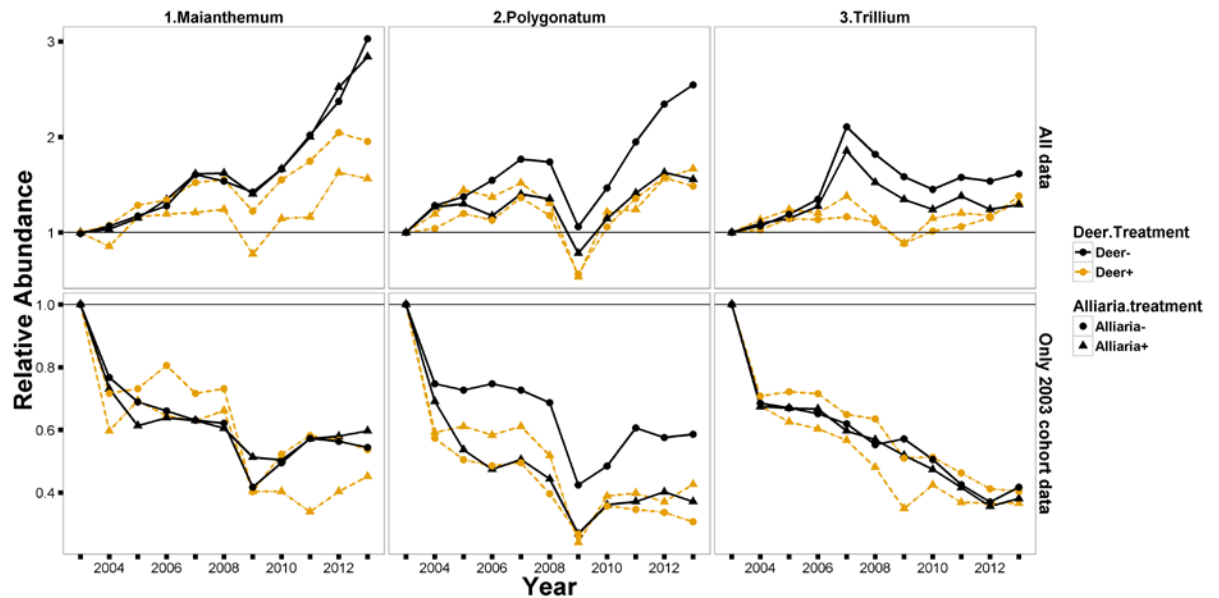 1.Maianthemum 2.Polygonatum 3.Trillium
3
2
1
All data
Relative Abundance
1.0
0.8
0.6
0.4
Only 2003 cohort data
2004 2006 2008 2010 2012 2004 2006 2008 2010 2012 2004 2006 2008 2010 2012
Year
Deer.Treatment
Deer-
Deer+
Alliaria.treatment
Alliaria-
Alliaria+